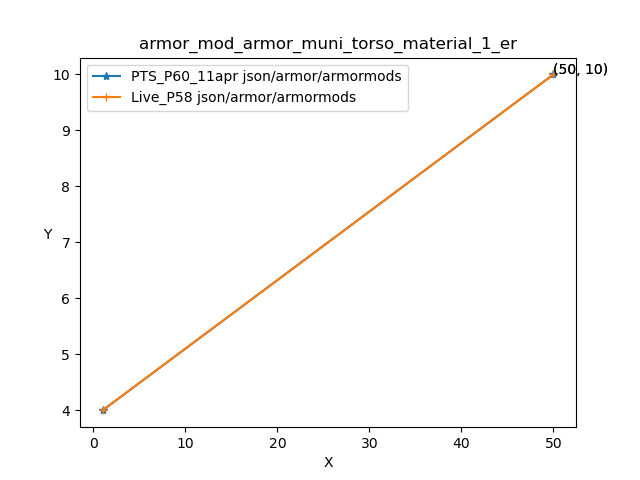 armor_mod_armor_muni_torso_material_1_er
PTS_P60_11apr json/armor/armormods
Live_P58 json/armor/armormods
(50, 10)
10
9
8
7
6
5
4
Y
0 10 20 30 40 50
X